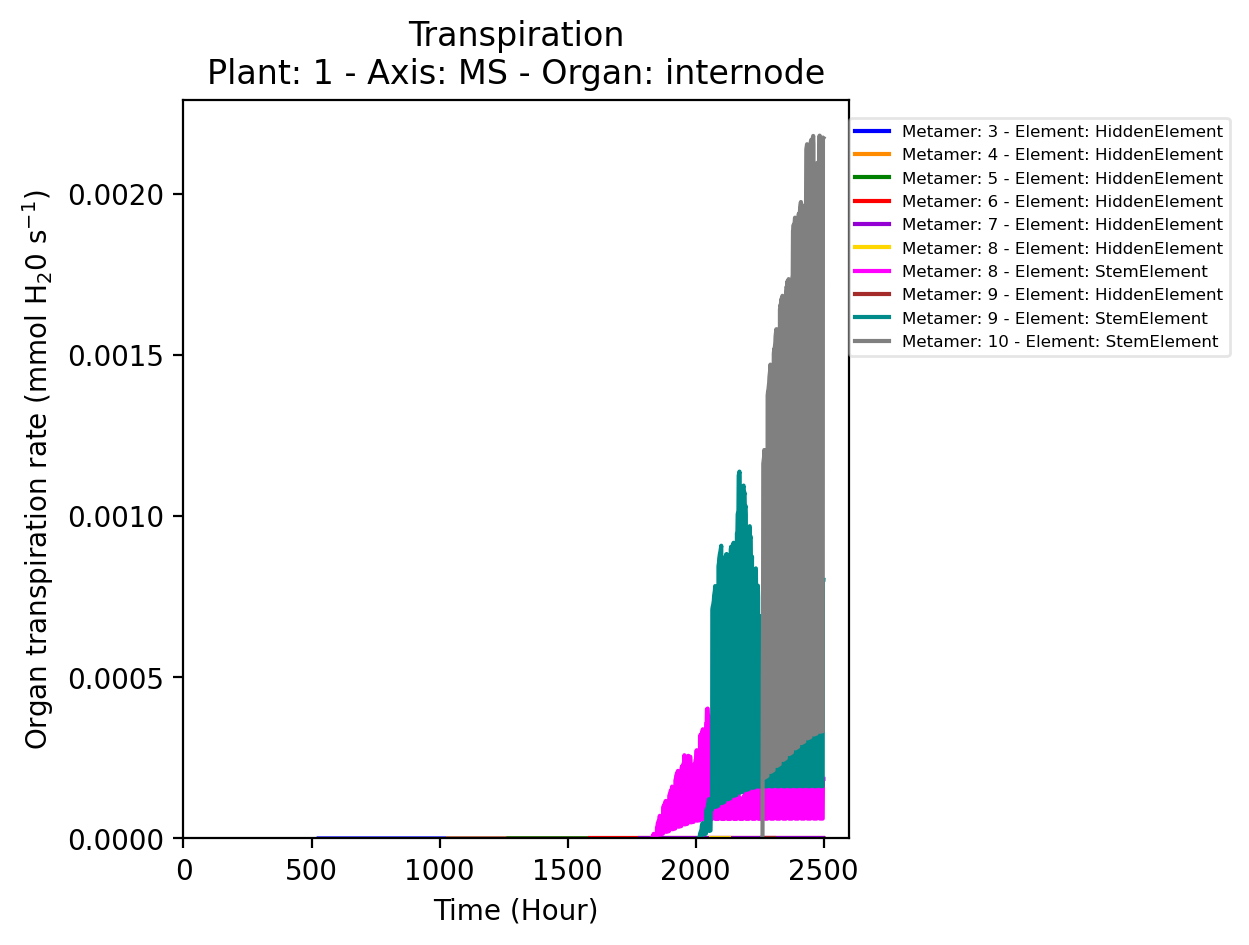 Transpiration
Plant: 1 - Axis: MS - Organ: internode
Organ transpiration rate (mmol H₂0 s⁻¹)
0.0020
0.0015
0.0010
0.0005
0.0000
0 500 1000 1500 2000 2500
Time (Hour)
Metamer: 3 - Element: HiddenElement
Metamer: 4 - Element: HiddenElement
Metamer: 5 - Element: HiddenElement
Metamer: 6 - Element: HiddenElement
Metamer: 7 - Element: HiddenElement
Metamer: 8 - Element: HiddenElement
Metamer: 8 - Element: StemElement
Metamer: 9 - Element: HiddenElement
Metamer: 9 - Element: StemElement
Metamer: 10 - Element: StemElement